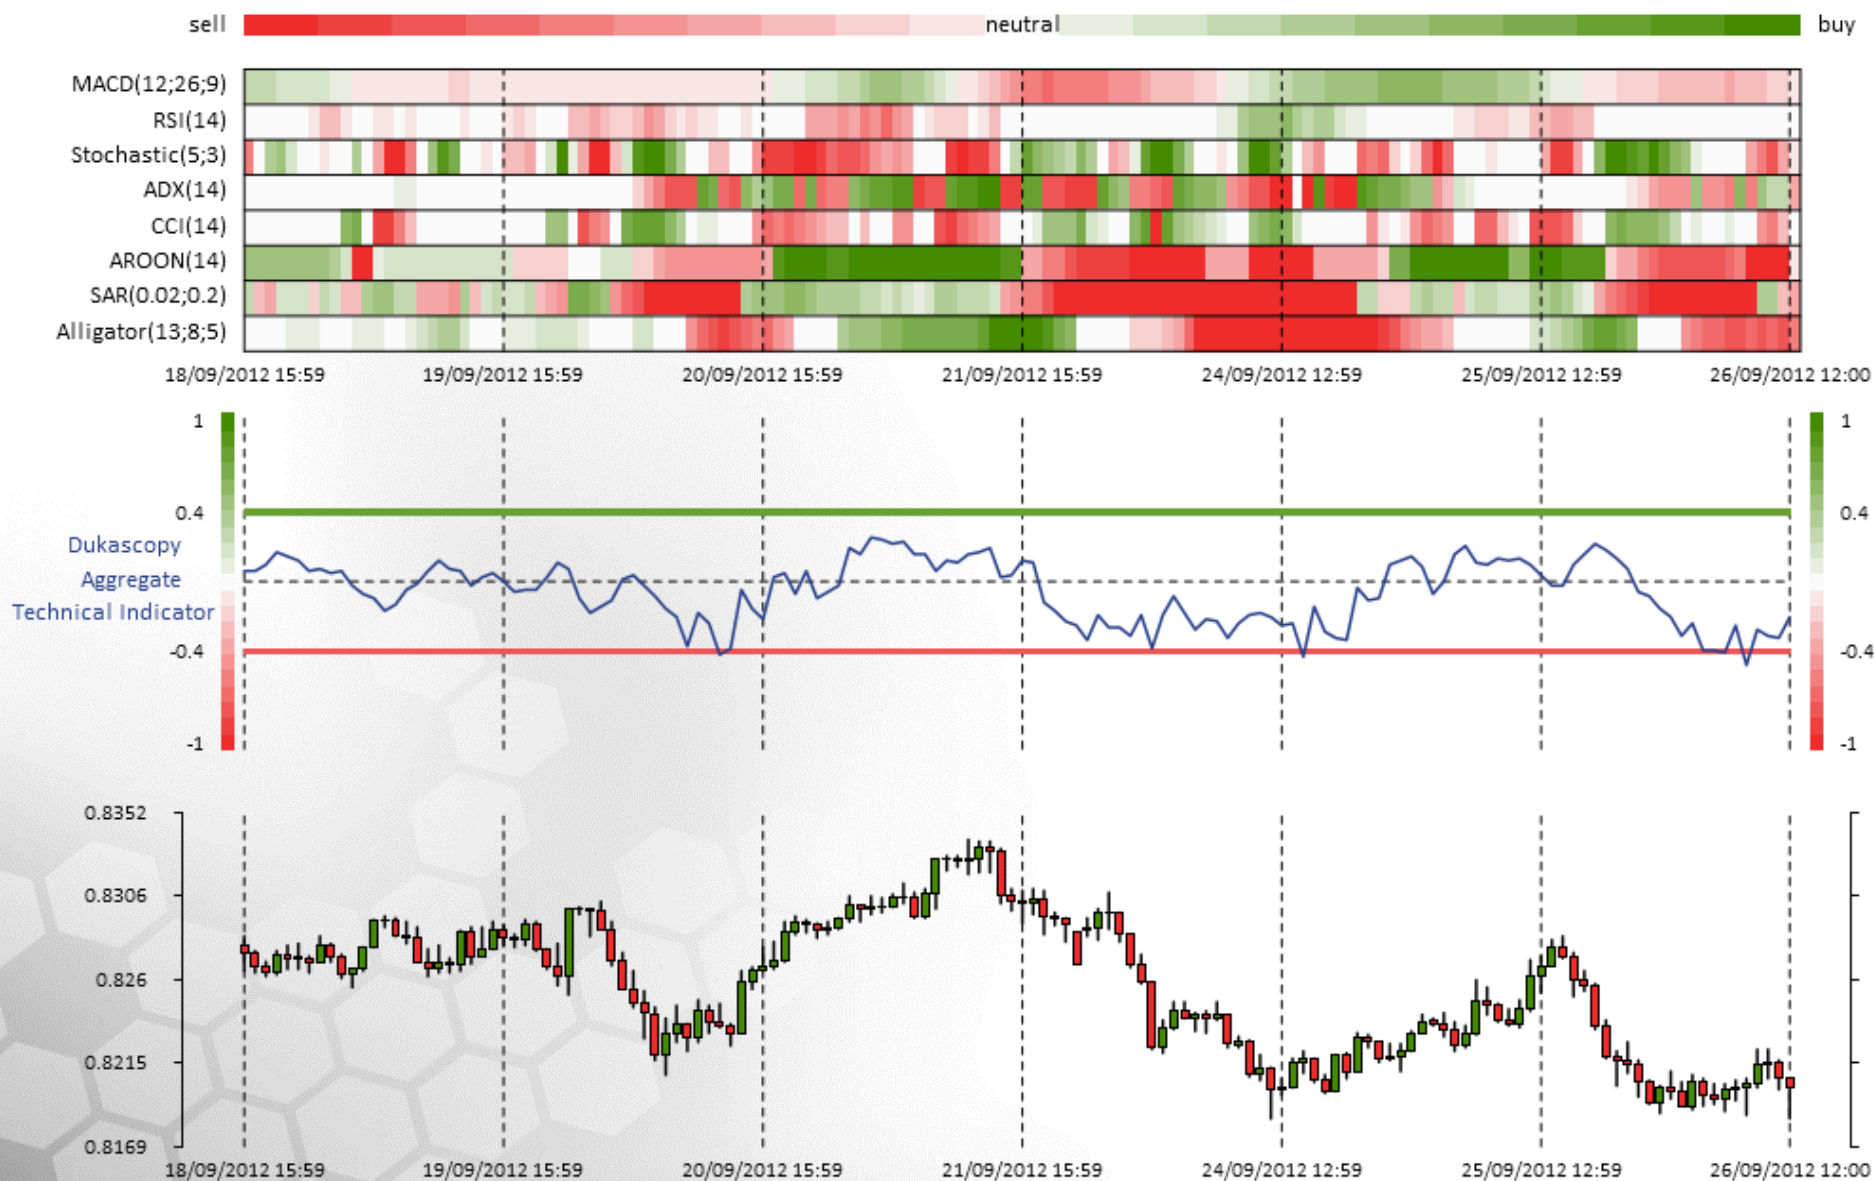 sell neutral buy
MACD(12;26;9)
RSI(14)
Stochastic(5;3)
ADX(14)
CCI(14)
AROON(14)
SAR(0.02;0.2)
Alligator(13;8;5)
18/09/2012 15:59 19/09/2012 15:59 20/09/2012 15:59 21/09/2012 15:59 24/09/2012 12:59 25/09/2012 12:59 26/09/2012 12:00
1 1
0.4 0.4
Dukascopy
Aggregate
Technical Indicator
-0.4 -0.4
-1 -1
0.8352
0.8306
0.826
0.8215
0.8169
18/09/2012 15:59 19/09/2012 15:59 20/09/2012 15:59 21/09/2012 15:59 24/09/2012 12:59 25/09/2012 12:59 26/09/2012 12:00